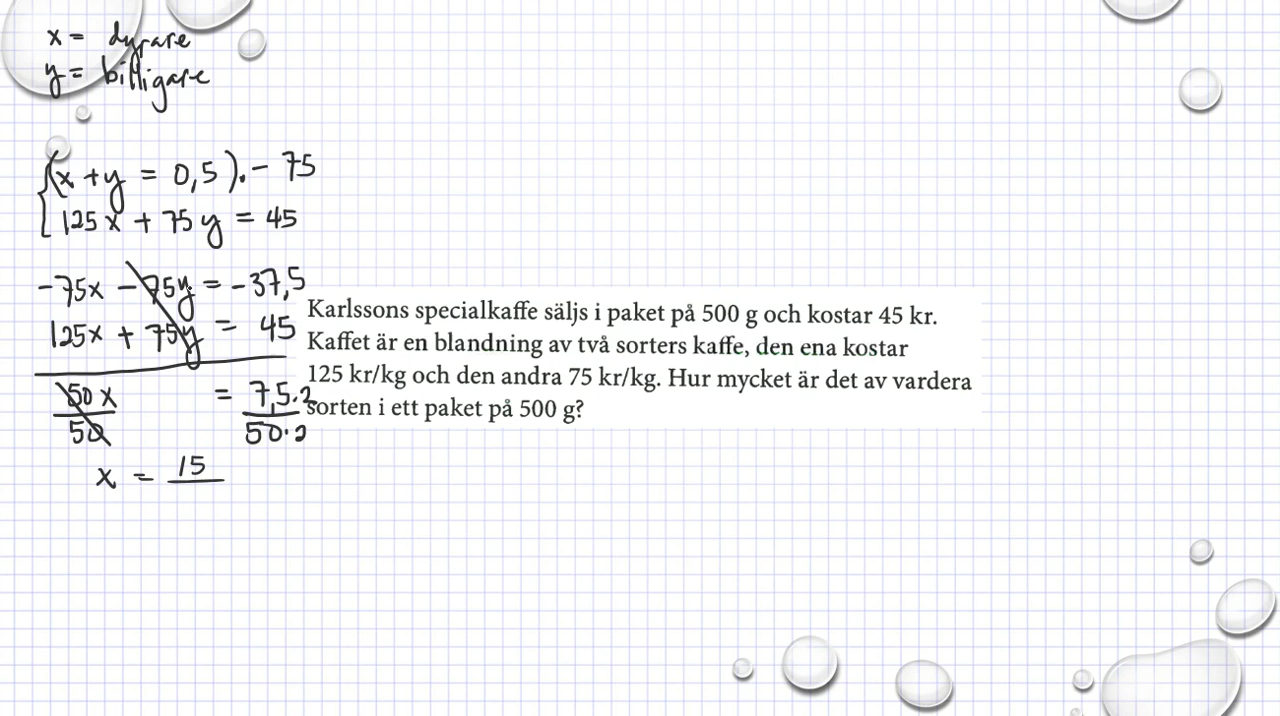 x = dyrare
y = billigare
(x + y = 0,5) . - 75
125x + 75y = 45
-75x - 75y = -37,5
125x + 75y = 45
50x = 7,5·2
50 50·2
x = 15
Karlssons specialkaffe säljs i paket på 500 g och kostar 45 kr.
Kaffet är en blandning av två sorters kaffe, den ena kostar
125 kr/kg och den andra 75 kr/kg. Hur mycket är det av vardera
sorten i ett paket på 500 g?